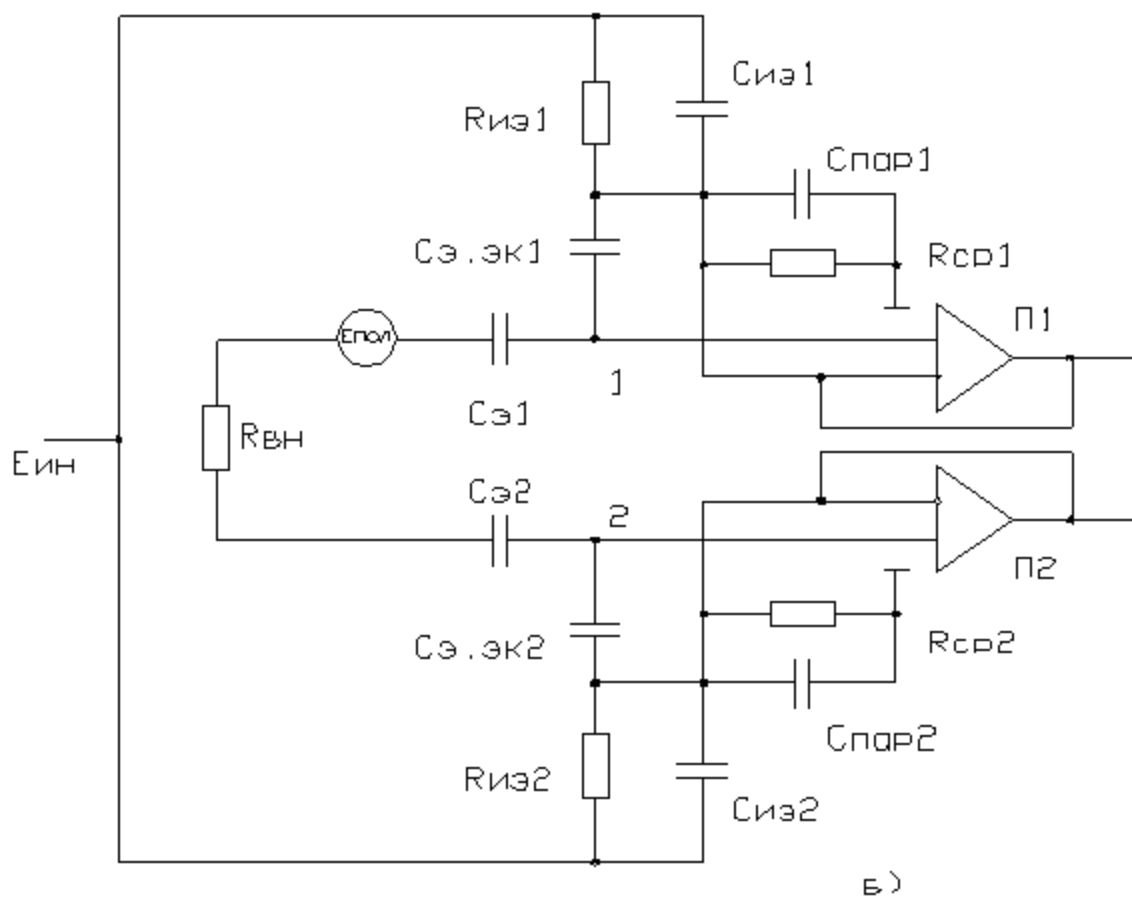 Cиэ1
Rиэ1
Cпар1
Cэ.эк1
Rср1
Eпол
П1
1
Cэ1
Rвн
Eин
Cэ2
2
П2
Cэ.эк2
Rср2
Cпар2
Rиэ2
Cиэ2
в)